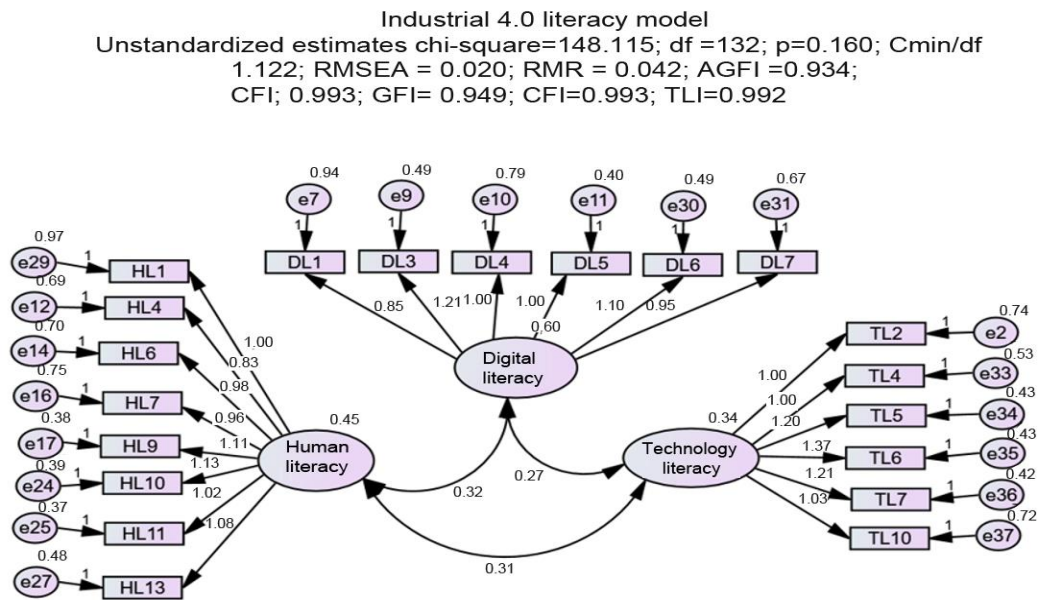 Industrial 4.0 literacy model
Unstandardized estimates chi-square=148.115; df =132; p=0.160; Cmin/df
1.122; RMSEA = 0.020; RMR = 0.042; AGFI =0.934;
CFI; 0.993; GFI= 0.949; CFI=0.993; TLI=0.992
0.94 0.49 0.79 0.40 0.49 0.67
e7 e9 e10 e11 e30 e31
1 1 1 1 1 1
DL1 DL3 DL4 DL5 DL6 DL7
0.85 1.21 1.00 1.00 1.10 0.95
0,60
Digital
literacy
0.97
e29 1 HL1
0.69
e12 1 HL4
0.70
e14 1 HL6
0.75
e16 1 HL7
0.38
e17 1 HL9
0.39
e24 1 HL10
0.37
e25 1 HL11
0.48
e27 1 HL13
1.00
0.83
0.98
0.96
1.11
1.13
1.02
1.08
0.45
Human
literacy
0.34
Technology
literacy
1.00
1.00
1.20
1.37
1.21
1.03
0.74
TL2 1 e2
0.53
TL4 1 e33
0.43
TL5 1 e34
0.43
TL6 1 e35
0.42
TL7 1 e36
0.72
TL10 1 e37
0.32
0.27
0.31